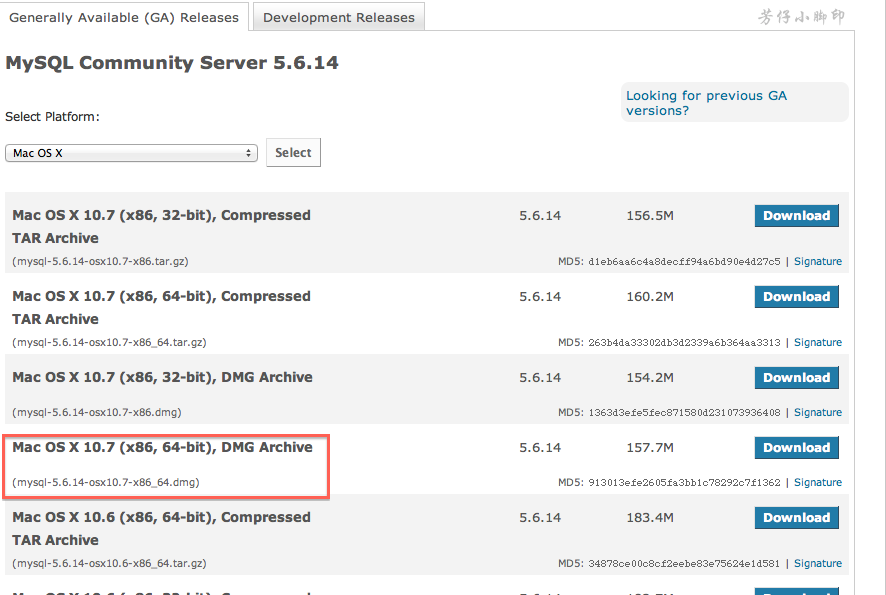 Generally Available (GA) Releases
Development Releases
芳仔小脚印
MySQL Community Server 5.6.14
Looking for previous GA
versions?
Select Platform:
Mac OS X
Select
Mac OS X 10.7 (x86, 32-bit), Compressed
TAR Archive
5.6.14
156.5M
Download
(mysql-5.6.14-osx10.7-x86.tar.gz)
MD5: d1eb6aa6c4a8decff94a6bd90e4d27c5 | Signature
Mac OS X 10.7 (x86, 64-bit), Compressed
TAR Archive
5.6.14
160.2M
Download
(mysql-5.6.14-osx10.7-x86_64.tar.gz)
MD5: 263b4da33302db3d2339a6b364aa3313 | Signature
Mac OS X 10.7 (x86, 32-bit), DMG Archive
5.6.14
154.2M
Download
(mysql-5.6.14-osx10.7-x86.dmg)
MD5: 1363d3efe5fec871580d231073936408 | Signature
Mac OS X 10.7 (x86, 64-bit), DMG Archive
5.6.14
157.7M
Download
(mysql-5.6.14-osx10.7-x86_64.dmg)
MD5: 913013efe2605fa3bb1c78292c7f1362 | Signature
Mac OS X 10.6 (x86, 64-bit), Compressed
TAR Archive
5.6.14
183.4M
Download
(mysql-5.6.14-osx10.6-x86_64.tar.gz)
MD5: 34878ce00c8cf2eebe83e75624e1d581 | Signature